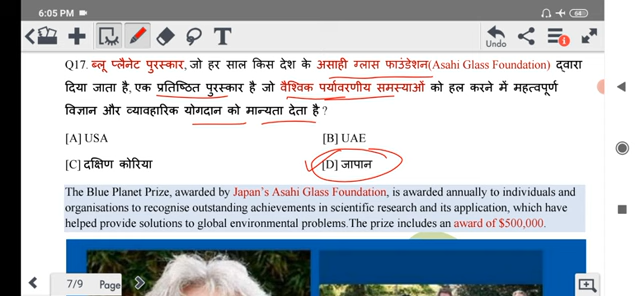 6:05 PM
68
T
Undo
Q17. ब्लू प्लैनेट पुरस्कार, जो हर साल किस देश के असाही ग्लास फाउंडेशन(Asahi Glass Foundation) द्वारा
दिया जाता है, एक प्रतिष्ठित पुरस्कार है जो वैश्विक पर्यावरणीय समस्याओं को हल करने में महत्वपूर्ण
विज्ञान और व्यावहारिक योगदान को मान्यता देता है?
[A] USA [B] UAE
[C] दक्षिण कोरिया [D] जापान
The Blue Planet Prize, awarded by Japan's Asahi Glass Foundation, is awarded annually to individuals and
organisations to recognise outstanding achievements in scientific research and its application, which have
helped provide solutions to global environmental problems.The prize includes an award of $500,000.
7/9 Page